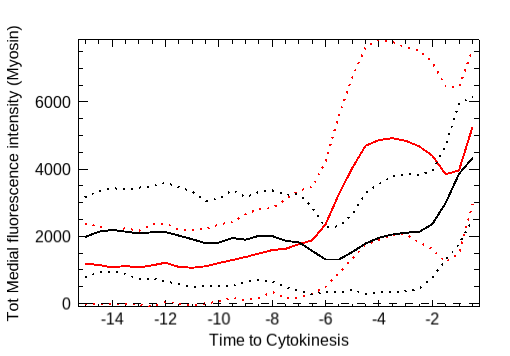 Tot Medial fluorescence intensity (Myosin)
6000
4000
2000
0
-14 -12 -10 -8 -6 -4 -2
Time to Cytokinesis